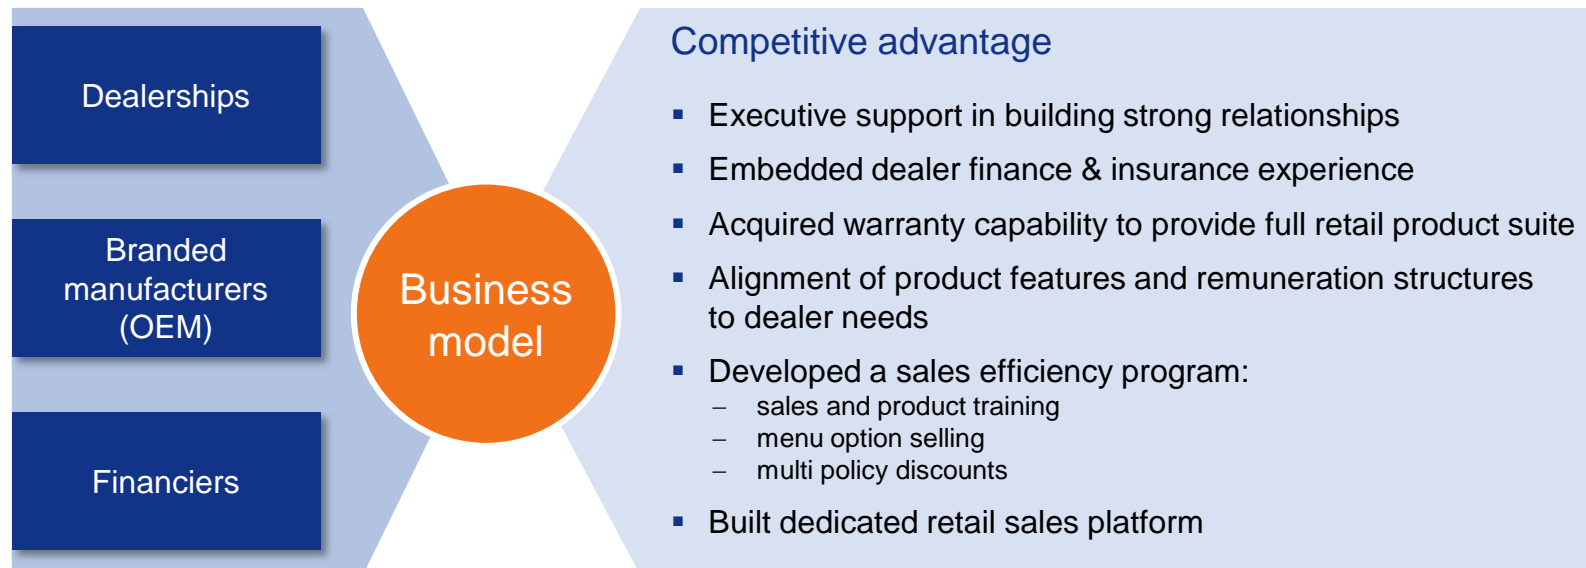 Dealerships
Branded
manufacturers
(OEM)
Financiers
Business
model
Competitive advantage
▪ Executive support in building strong relationships
▪ Embedded dealer finance & insurance experience
▪ Acquired warranty capability to provide full retail product suite
▪ Alignment of product features and remuneration structures
to dealer needs
▪ Developed a sales efficiency program:
– sales and product training
– menu option selling
– multi policy discounts
▪ Built dedicated retail sales platform